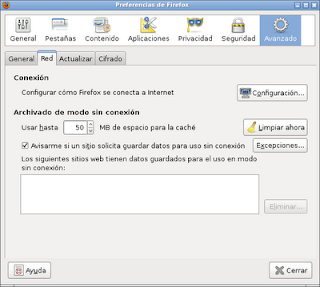 Preferencias de Firefox
General Pestañas Contenido Aplicaciones Privacidad Seguridad Avanzado
General Red Actualizar Cifrado
Conexión
Configurar cómo Firefox se conecta a Internet Configuración...
Archivado de modo sin conexión
Usar hasta 50 MB de espacio para la caché Limpiar ahora
Avisarme si un sitio solicita guardar datos para uso sin conexión Excepciones...
Los siguientes sitios web tienen datos guardados para el uso en modo
sin conexión:
Eliminar...
Ayuda Cerrar